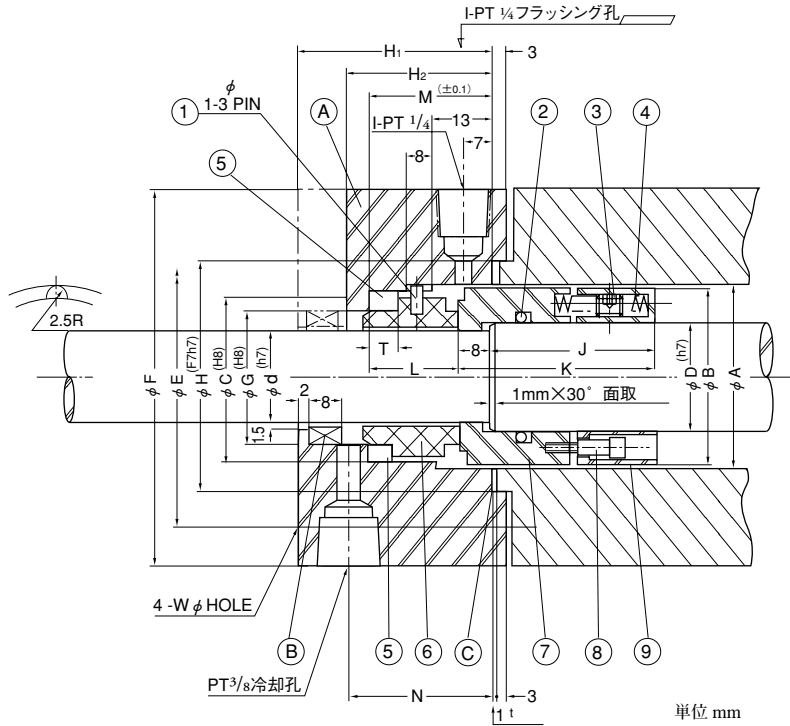 I-PT 1/4フラッシング孔
H1
3
H2
M (±0.1)
φ
1-3 PIN
1
A
13
I-PT 1/4
7
2
3
4
5
8
2.5R
φF
φE
φH (F7h7)
φC (H8)
φG (H8)
φd (h7)
T
L
8
J
K
φD (h7)
φB
φA
2
8
1.5
1mm×30° 面取
4 -W φ HOLE
B
5
6
C
7
8
9
PT3/8冷却孔
N
3
1 t
単位 mm